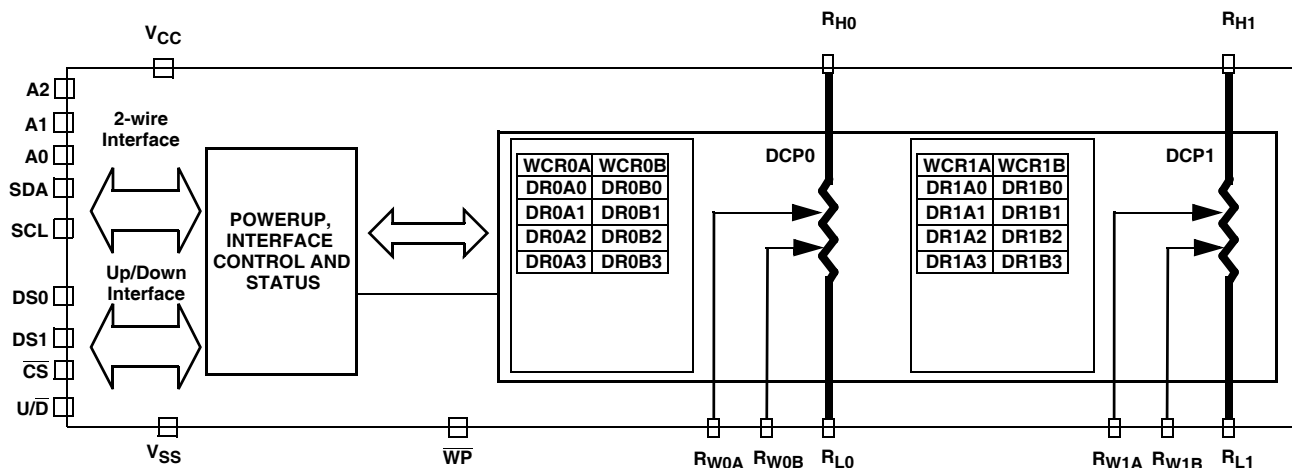 RH0
RH1
VCC
A2
A1
A0
SDA
SCL
DS0
DS1
C̅S̅
U/D̅
2-wire
Interface
Up/Down
Interface
POWERUP,
INTERFACE
CONTROL AND
STATUS
WCR0A WCR0B
DR0A0 DR0B0
DR0A1 DR0B1
DR0A2 DR0B2
DR0A3 DR0B3
DCP0
WCR1A WCR1B
DR1A0 DR1B0
DR1A1 DR1B1
DR1A2 DR1B2
DR1A3 DR1B3
DCP1
VSS
W̅P̅
RW0A
RW0B
RL0
RW1A
RW1B
RL1